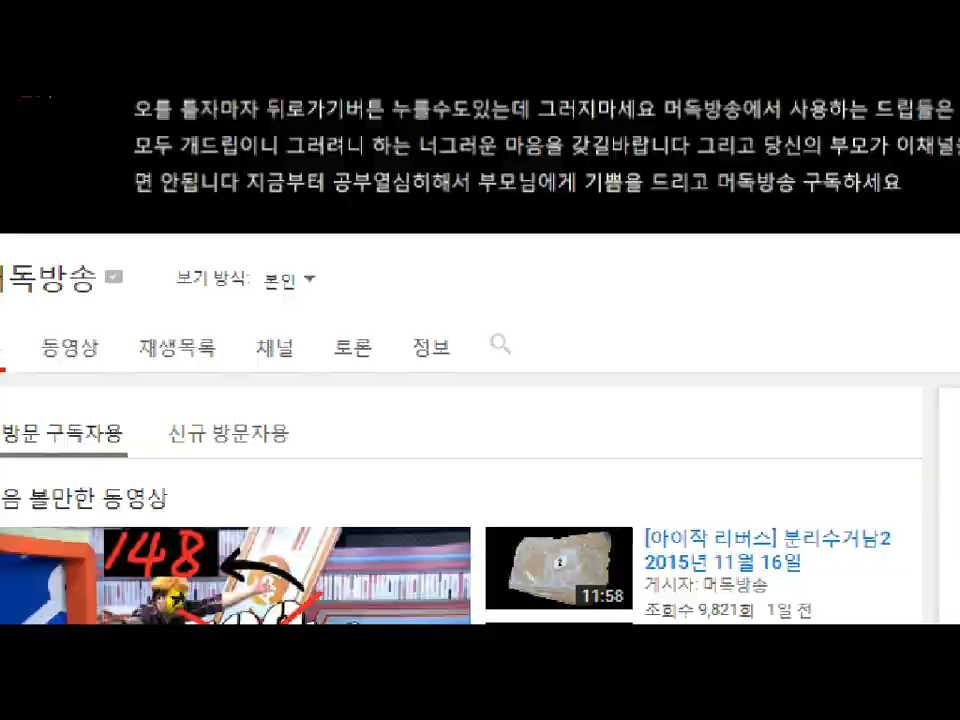 오를 틀자마자 뒤로가기버튼 누를수도있는데 그러지마세요 머독방송에서 사용하는 드립들은
모두 개드립이니 그러려니 하는 너그러운 마음을 갖길바랍니다 그리고 당신의 부모가 이채널을
면 안됩니다 지금부터 공부열심히해서 부모님에게 기쁨을 드리고 머독방송 구독하세요
머독방송
보기 방식: 본인
동영상 재생목록 채널 토론 정보
방문 구독자용 신규 방문자용
음 볼만한 동영상
148
[아이작 리버스] 분리수거남2
2015년 11월 16일
게시자: 머독방송
11:58
조회수 9,821회 1일 전